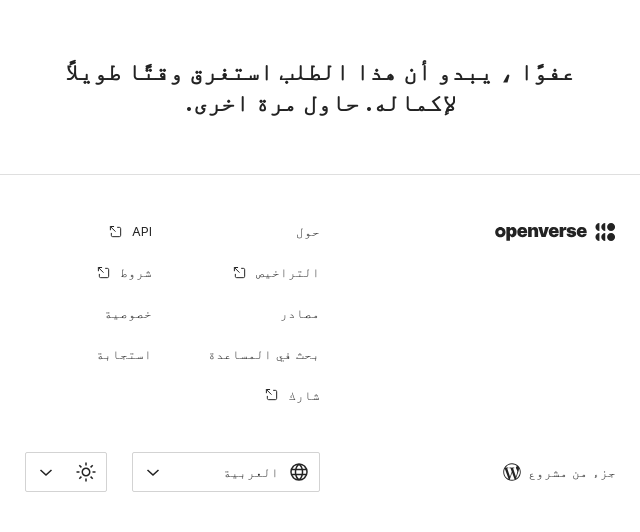 عفوًا ، يبدو أن هذا الطلب استغرق وقتًا طويلاً
لإكماله. حاول مرة اخرى.
openverse
حول
التراخيص
مصادر
بحث في المساعدة
شارك
API
شروط
خصوصية
استجابة
جزء من مشروع
العربية